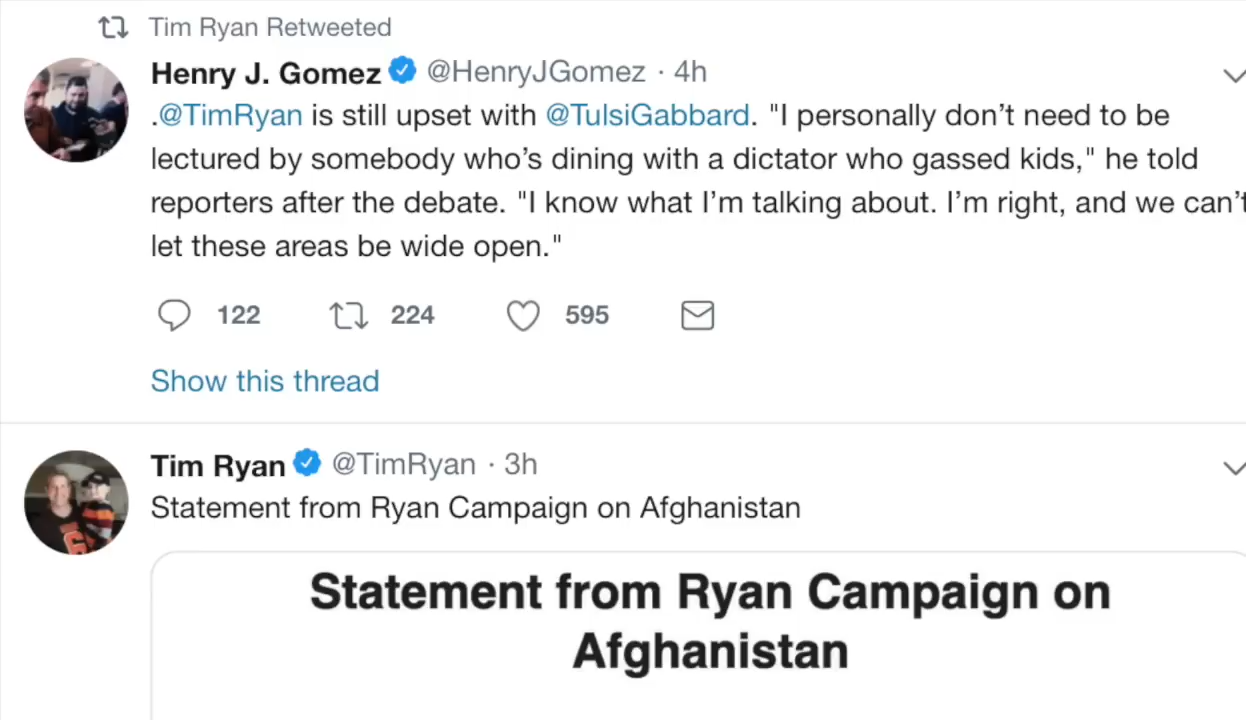 Tim Ryan Retweeted
Henry J. Gomez @HenryJGomez · 4h
.@TimRyan is still upset with @TulsiGabbard. "I personally don’t need to be
lectured by somebody who’s dining with a dictator who gassed kids," he told
reporters after the debate. "I know what I’m talking about. I’m right, and we can’t
let these areas be wide open."
122 224 595
Show this thread
Tim Ryan @TimRyan · 3h
Statement from Ryan Campaign on Afghanistan
Statement from Ryan Campaign on
Afghanistan